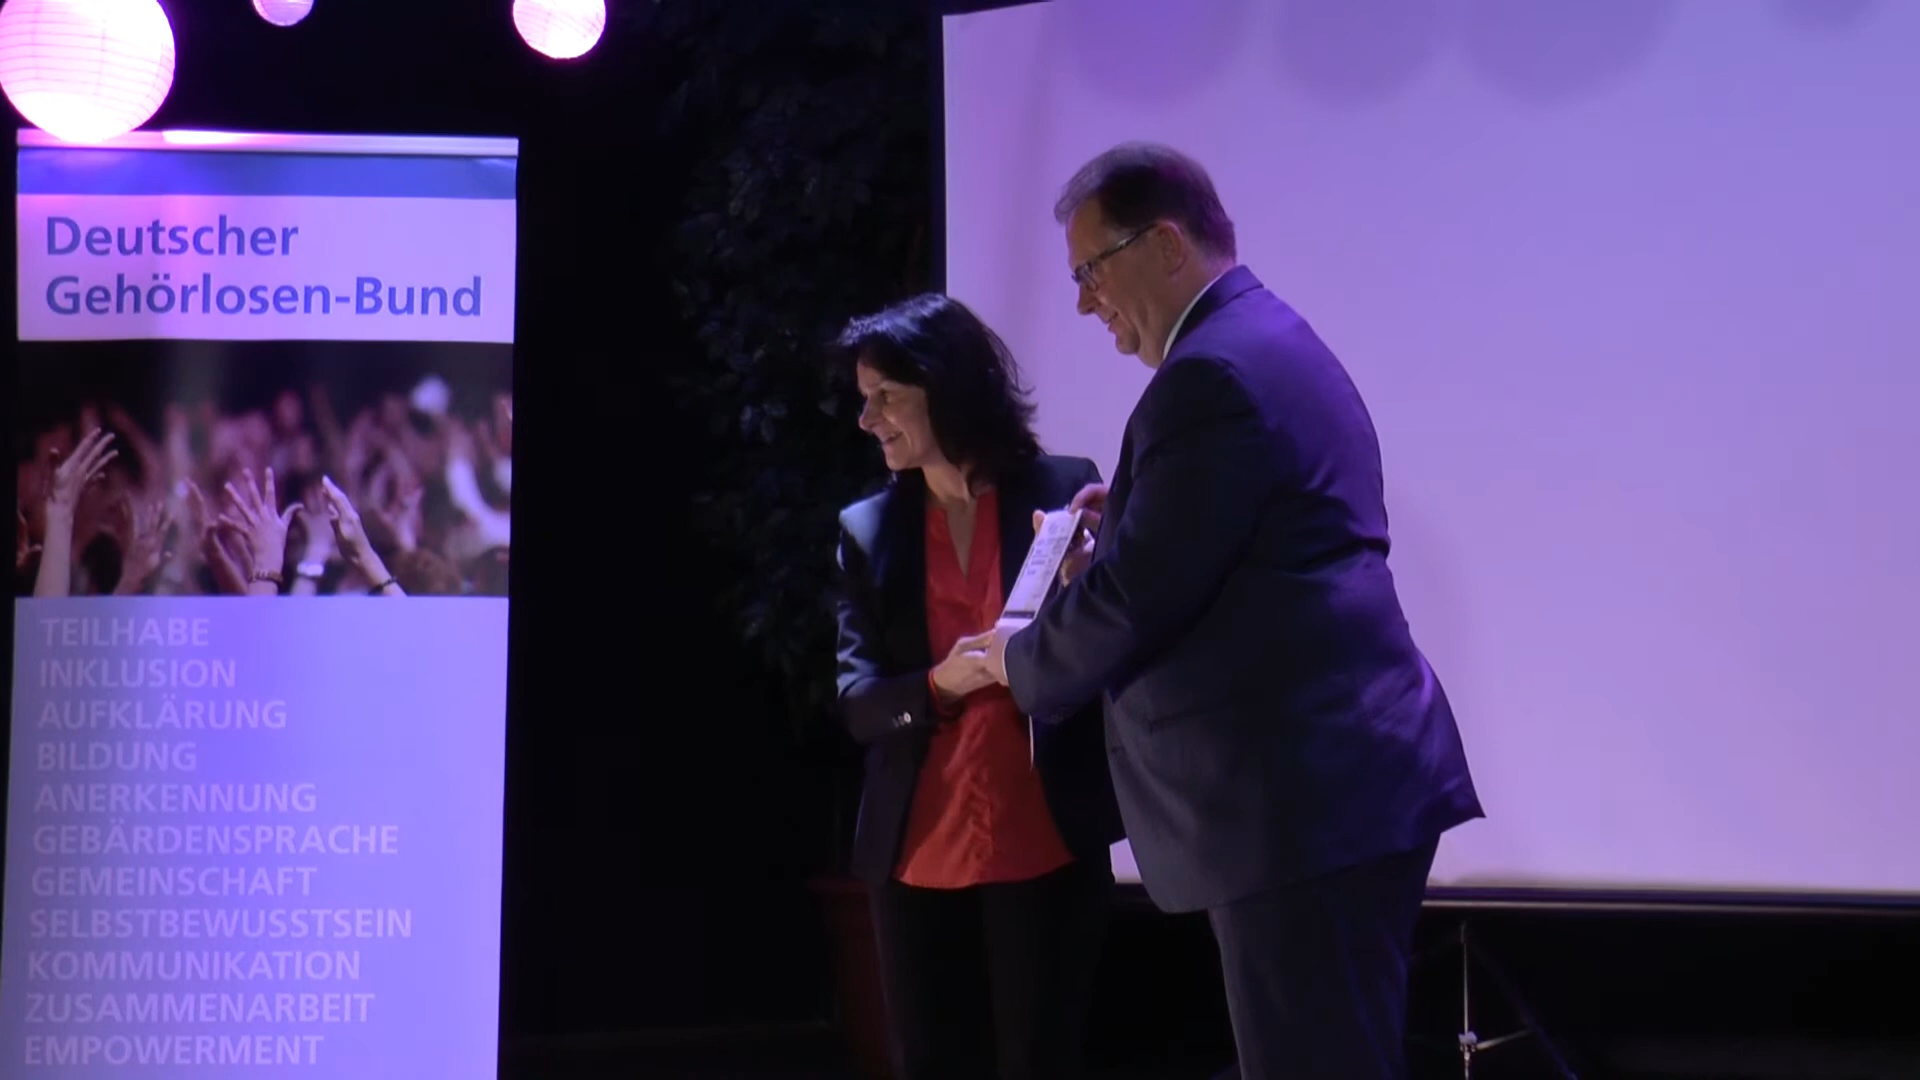 Deutscher
Gehörlosen-Bund
TEILHABE
INKLUSION
AUFKLÄRUNG
BILDUNG
ANERKENNUNG
GEBÄRDENSPRACHE
GEMEINSCHAFT
SELBSTBEWUSSTSEIN
KOMMUNIKATION
ZUSAMMENARBEIT
EMPOWERMENT